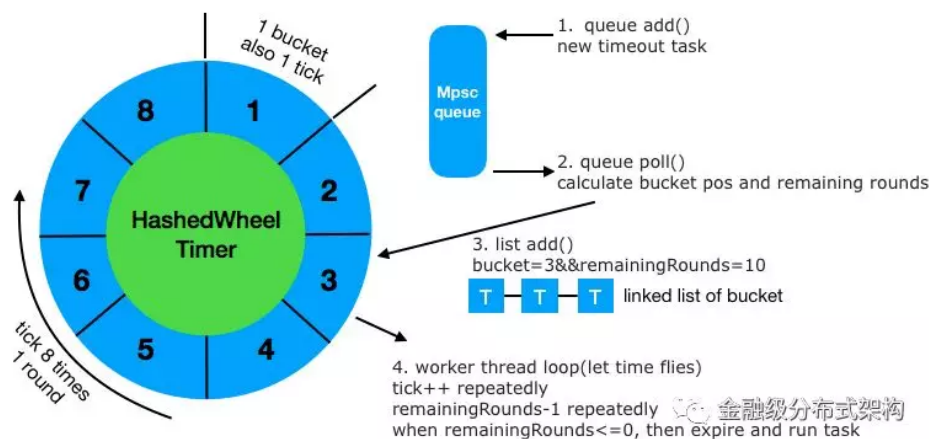 1 bucket
also 1 tick
8
1
7
2
HashedWheel
Timer
6
3
5
4
tick 8 times
1 round
Mpsc
queue
1. queue add()
new timeout task
2. queue poll()
calculate bucket pos and remaining rounds
3. list add()
bucket=3&&remainingRounds=10
T
T
T
linked list of bucket
4. worker thread loop(let time flies)
tick++ repeatedly
remainingRounds-1 repeatedly
when remainingRounds<=0, then expire and run task
金融级分布式架构